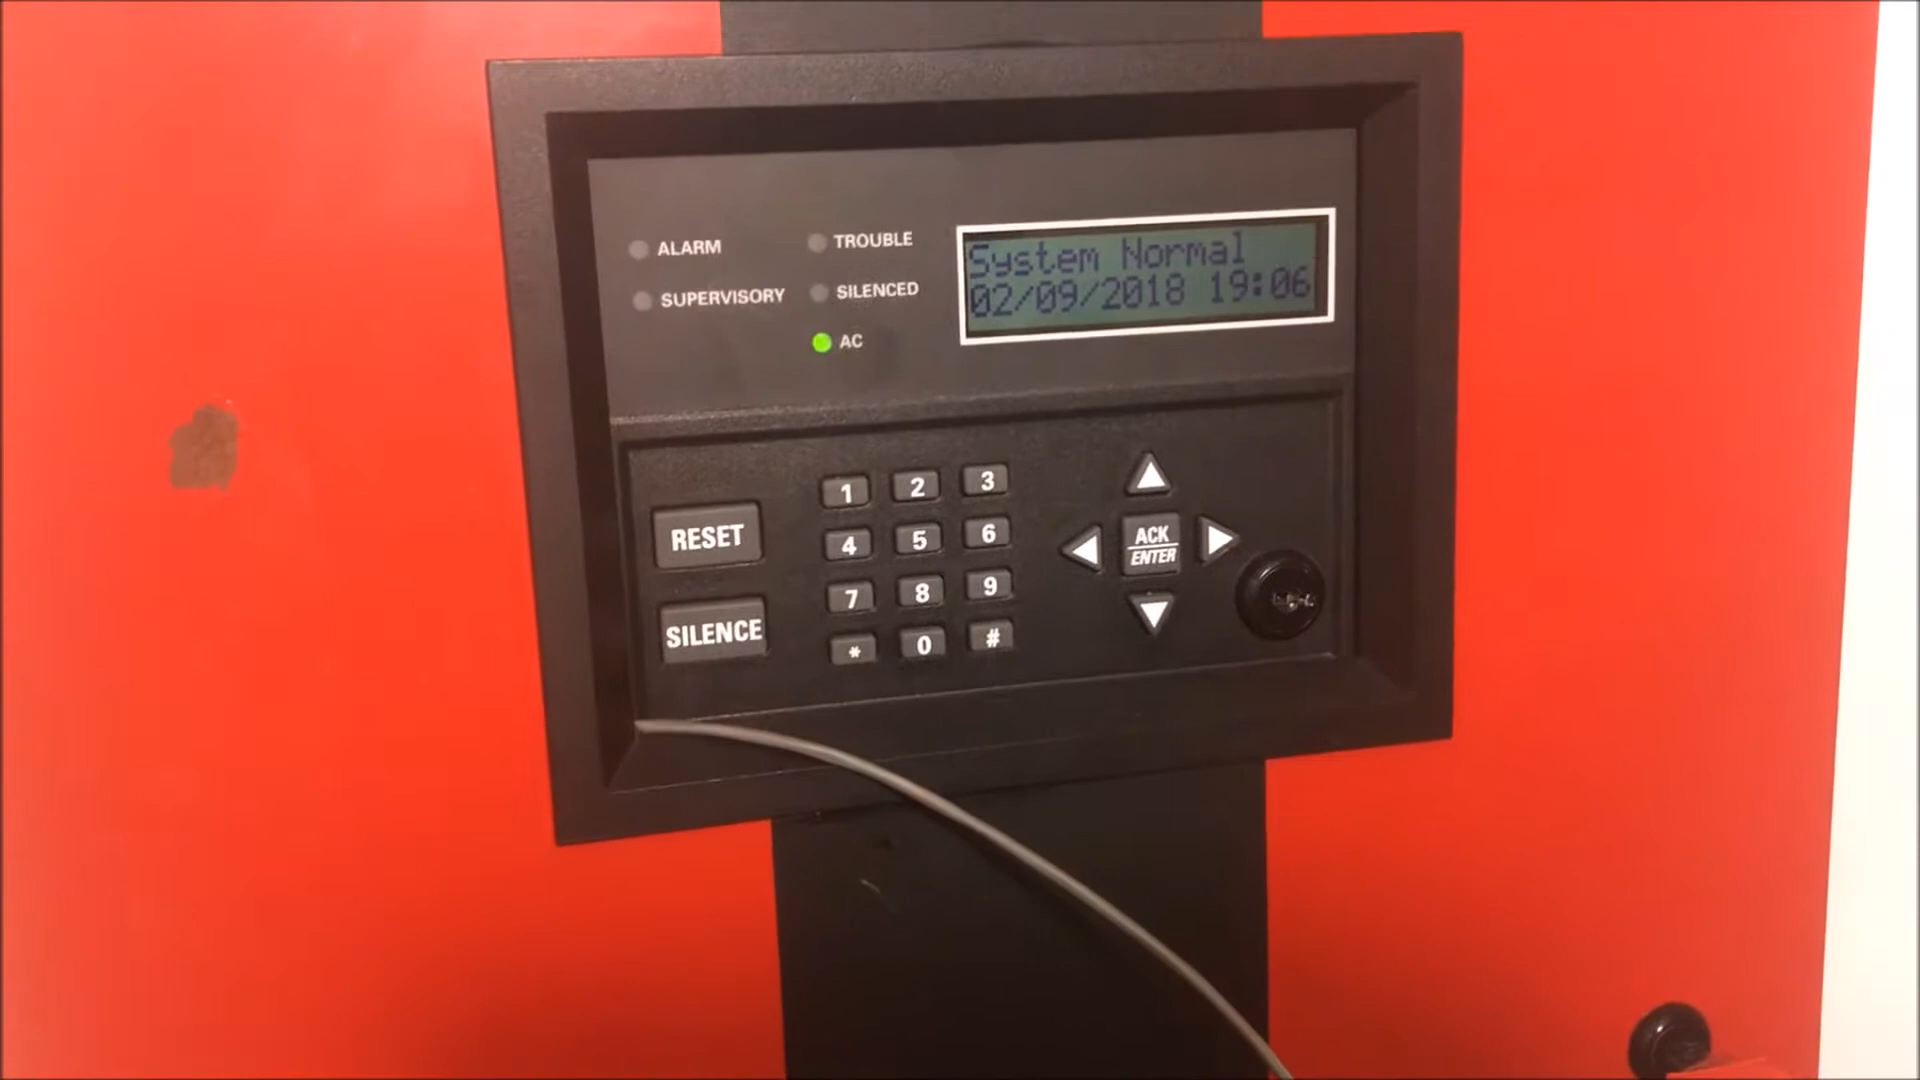 ALARM
TROUBLE
SUPERVISORY
SILENCED
AC
System Normal
02/09/2018 19:06
RESET
SILENCE
1 2 3
4 5 6
7 8 9
* 0 #
ACK
ENTER